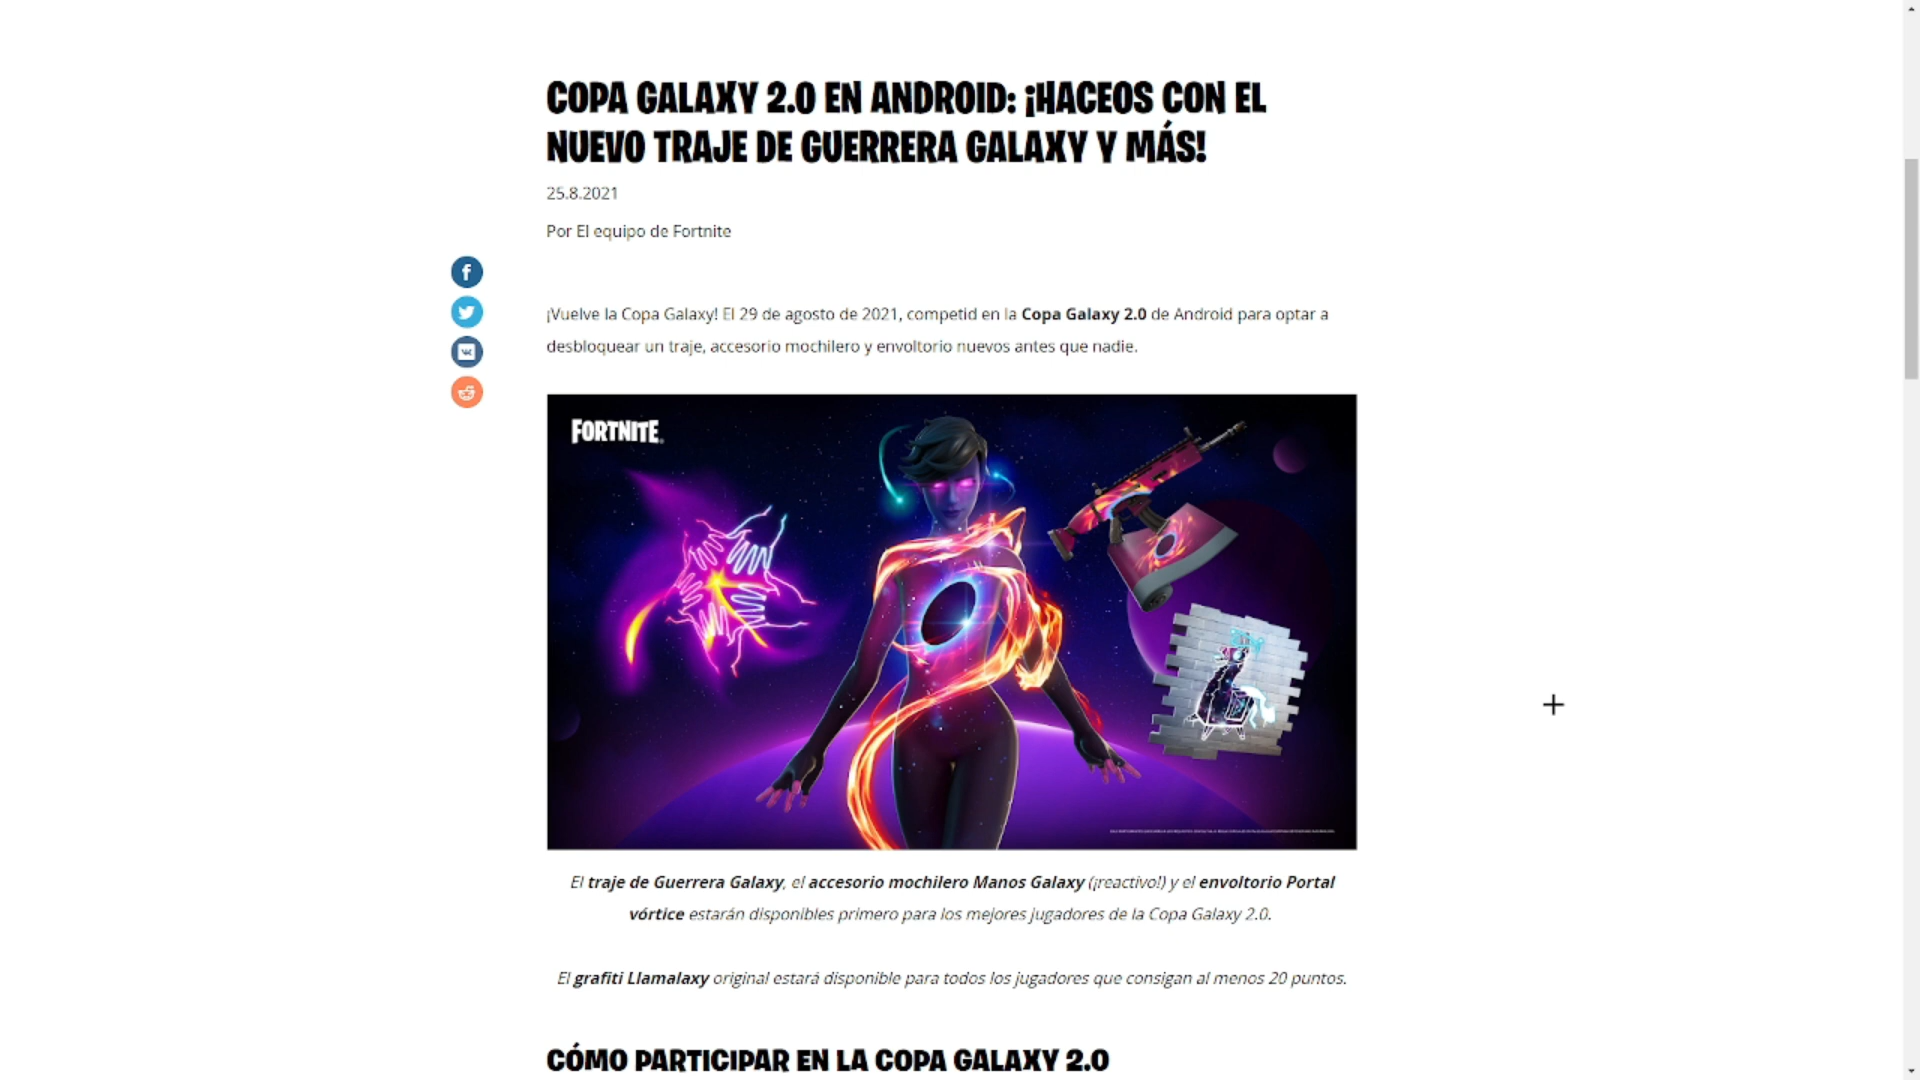 COPA GALAXY 2.0 EN ANDROID: ¡HACEOS CON EL
NUEVO TRAJE DE GUERRERA GALAXY Y MÁS!
25.8.2021
Por El equipo de Fortnite
¡Vuelve la Copa Galaxy! El 29 de agosto de 2021, competid en la Copa Galaxy 2.0 de Android para optar a
desbloquear un traje, accesorio mochilero y envoltorio nuevos antes que nadie.
FORTNITE
El traje de Guerrera Galaxy, el accesorio mochilero Manos Galaxy (¡reactivo!) y el envoltorio Portal
vórtice estarán disponibles primero para los mejores jugadores de la Copa Galaxy 2.0.
El grafiti Llamalaxy original estará disponible para todos los jugadores que consigan al menos 20 puntos.
CÓMO PARTICIPAR EN LA COPA GALAXY 2.0